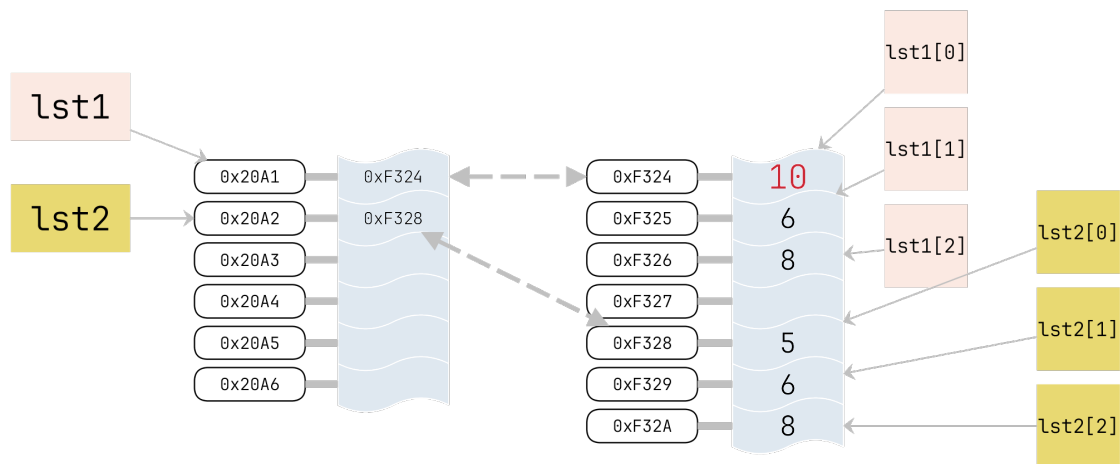 lst1
lst2
0x20A1
0x20A2
0x20A3
0x20A4
0x20A5
0x20A6
0xF324
0xF328
0xF324
0xF325
0xF326
0xF327
0xF328
0xF329
0xF32A
10
6
8
5
6
8
lst1[0]
lst1[1]
lst1[2]
lst2[0]
lst2[1]
lst2[2]